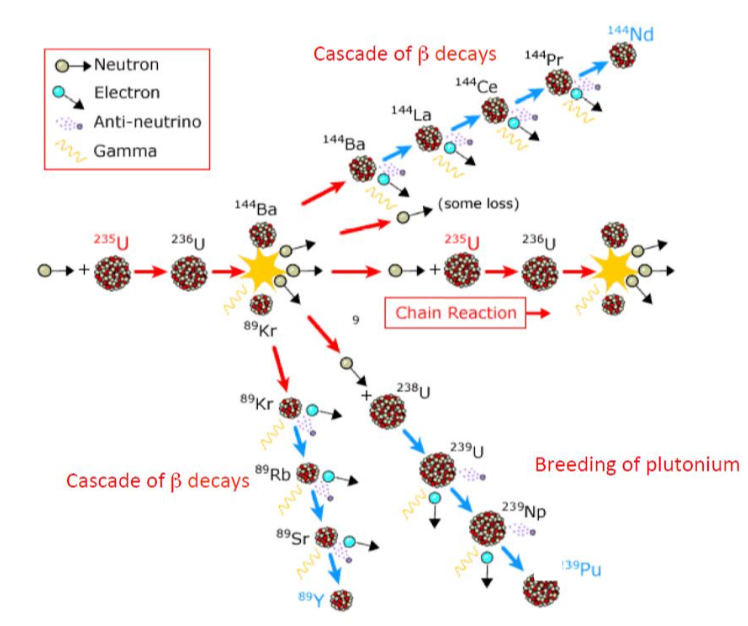 144Nd
Cascade of β decays
144Pr
Neutron
Electron
Anti-neutrino
Gamma
144Ce
144La
144Ba
144Ba
(some loss)
235U
236U
+
235U
236U
+
89Kr
9
Chain Reaction
89Kr
+
238U
239U
Breeding of plutonium
Cascade of β decays
89Rb
239Np
89Sr
39Pu
89Y